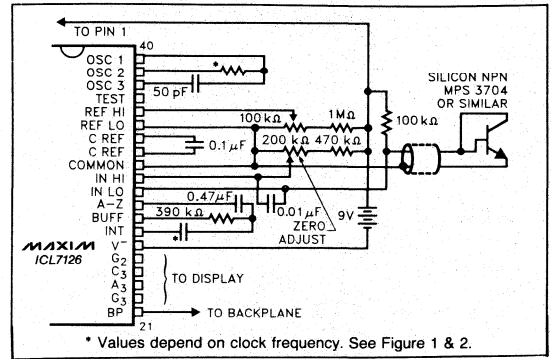 TO PIN 1
40
OSC 1
OSC 2
OSC 3
TEST
REF HI
REF LO
C REF
C REF
COMMON
IN HI
IN LO
A-Z
BUFF
INT
V⁻
G2
C3
A3
G3
BP
21
MAXIM
ICL7126
*
50 pF
0.1 µF
100 kΩ
1MΩ
200 kΩ
470 kΩ
100 kΩ
SILICON NPN
MPS 3704
OR SIMILAR
0.47µF
390 kΩ
*
0.01µF
ZERO
ADJUST
9V
TO DISPLAY
TO BACKPLANE
* Values depend on clock frequency. See Figure 1 & 2.